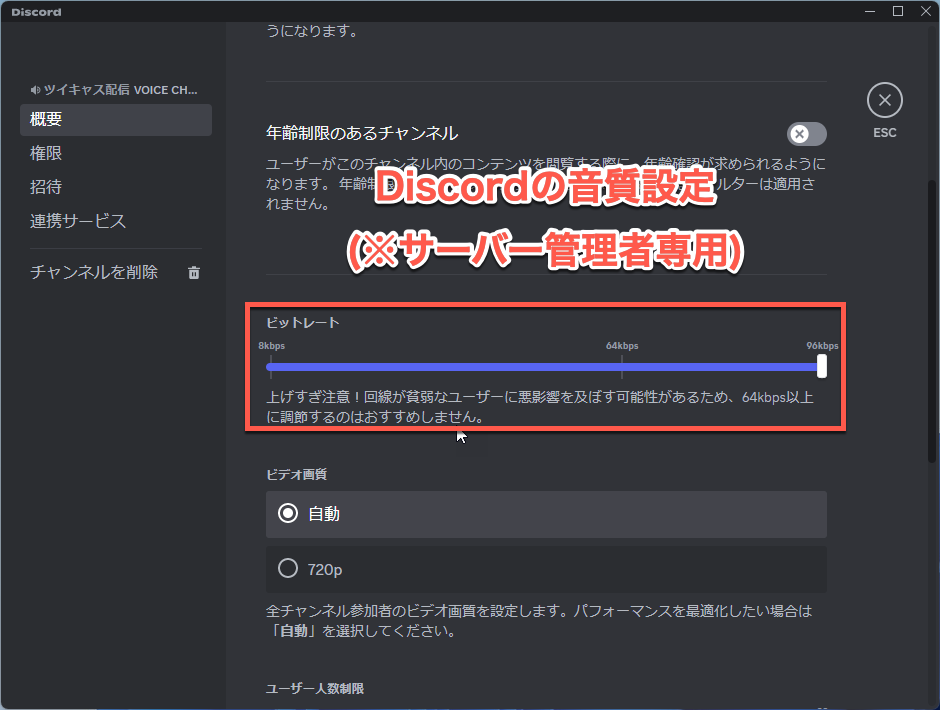 Discord
うになります。
ツイキャス配信 VOICE CH...
概要
権限
招待
連携サービス
チャンネルを削除
ESC
年齢制限のあるチャンネル
ユーザーがこのチャンネル内のコンテンツを閲覧する際に、年齢確認が求められるように
なります。 年齢制
ルターは適用さ
れません。
Discordの音質設定
(※サーバー管理者専用)
ビットレート
8kbps
64kbps
96kbps
上げすぎ注意！回線が貧弱なユーザーに悪影響を及ぼす可能性があるため、64kbps以上
に調節するのはおすすめしません。
ビデオ画質
自動
720p
全チャンネル参加者のビデオ画質を設定します。パフォーマンスを最適化したい場合は
「自動」を選択してください。
ユーザー人数制限